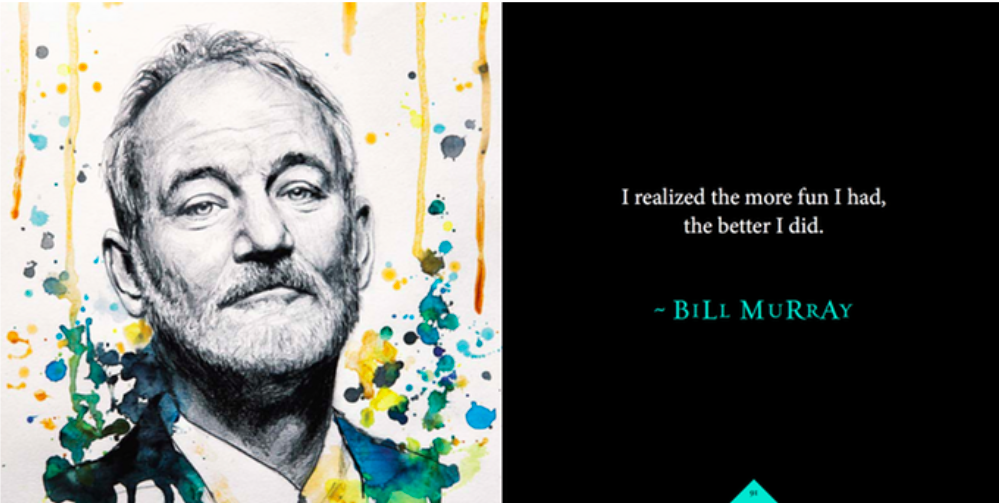 I realized the more fun I had,
the better I did.
~ BiLL MuRRAY